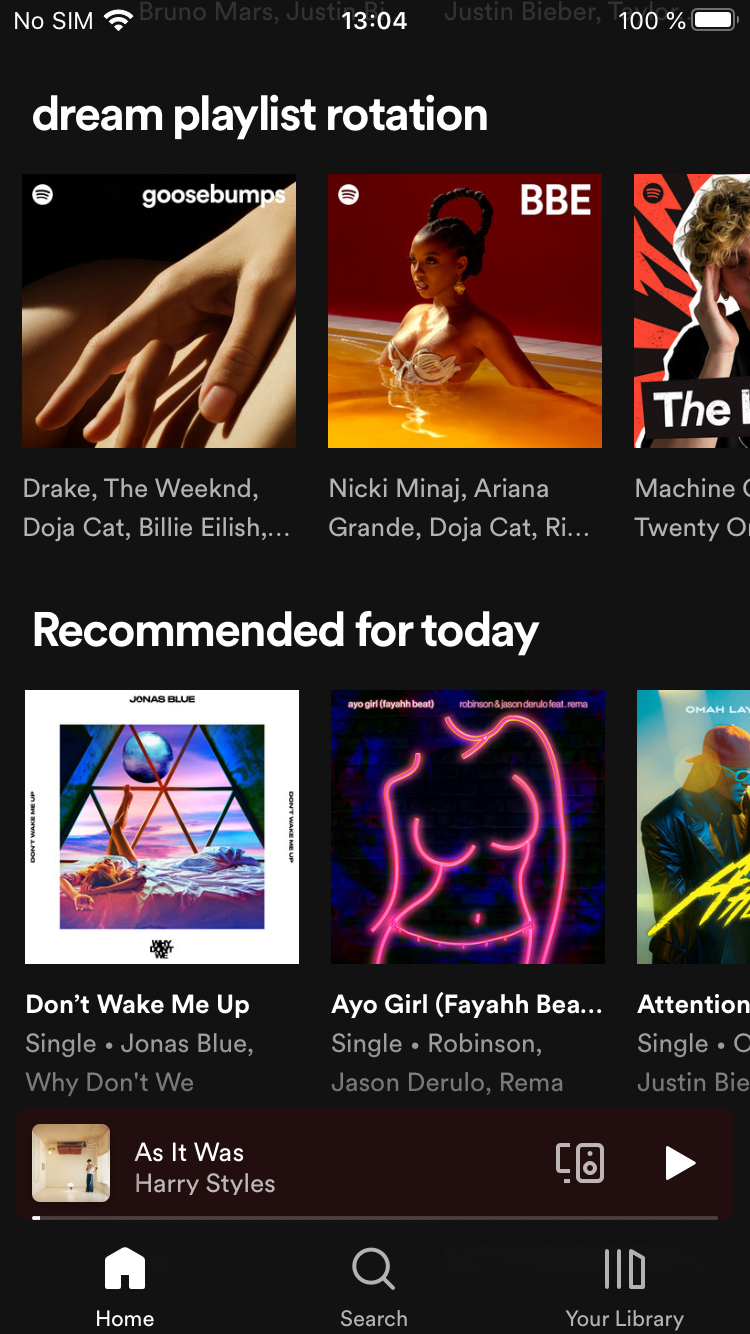 Bruno Mars, Justin Bi
Justin Bieber, Taylor
No SIM
13:04
100 %
dream playlist rotation
goosebumps
BBE
The
Drake, The Weeknd,
Doja Cat, Billie Eilish,...
Nicki Minaj, Ariana
Grande, Doja Cat, Ri...
Machine
Twenty
Recommended for today
JONAS BLUE
DON'T WAKE ME UP
DON'T WAKE ME UP
WHY
DON'T
WE
ayo girl (fayahh beat)
robinson & jason derulo feat. rema
OMAH LAY
Don't Wake Me Up
Single • Jonas Blue,
Why Don't We
Ayo Girl (Fayahh Bea...
Single • Robinson,
Jason Derulo, Rema
Attention
Single • O
Justin Bie
As It Was
Harry Styles
Home
Search
Your Library